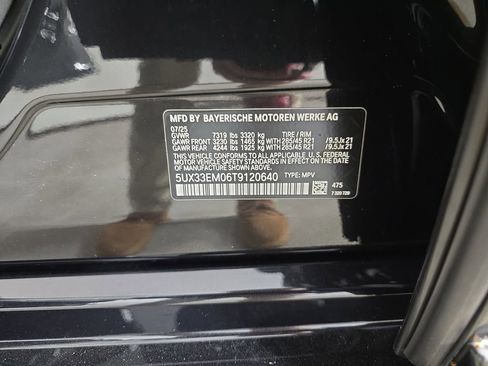 MFD BY BAYERISCHE MOTOREN WERKE AG
07/25
GVWR 7319 lbs 3320 kg TIRE / RIM
GAWR FRONT 3230 lbs 1465 kg WITH 285/45 R21 / 9.5Jx21
GAWR REAR 4244 lbs 1925 kg WITH 285/45 R21 / 9.5Jx21
THIS VEHICLE CONFORMS TO ALL APPLICABLE U.S. FEDERAL
MOTOR VEHICLE SAFETY STANDARDS IN EFFECT ON THE
DATE OF MANUFACTURE SHOWN ABOVE.
5UX33EM06T9120640 TYPE: MPV
475